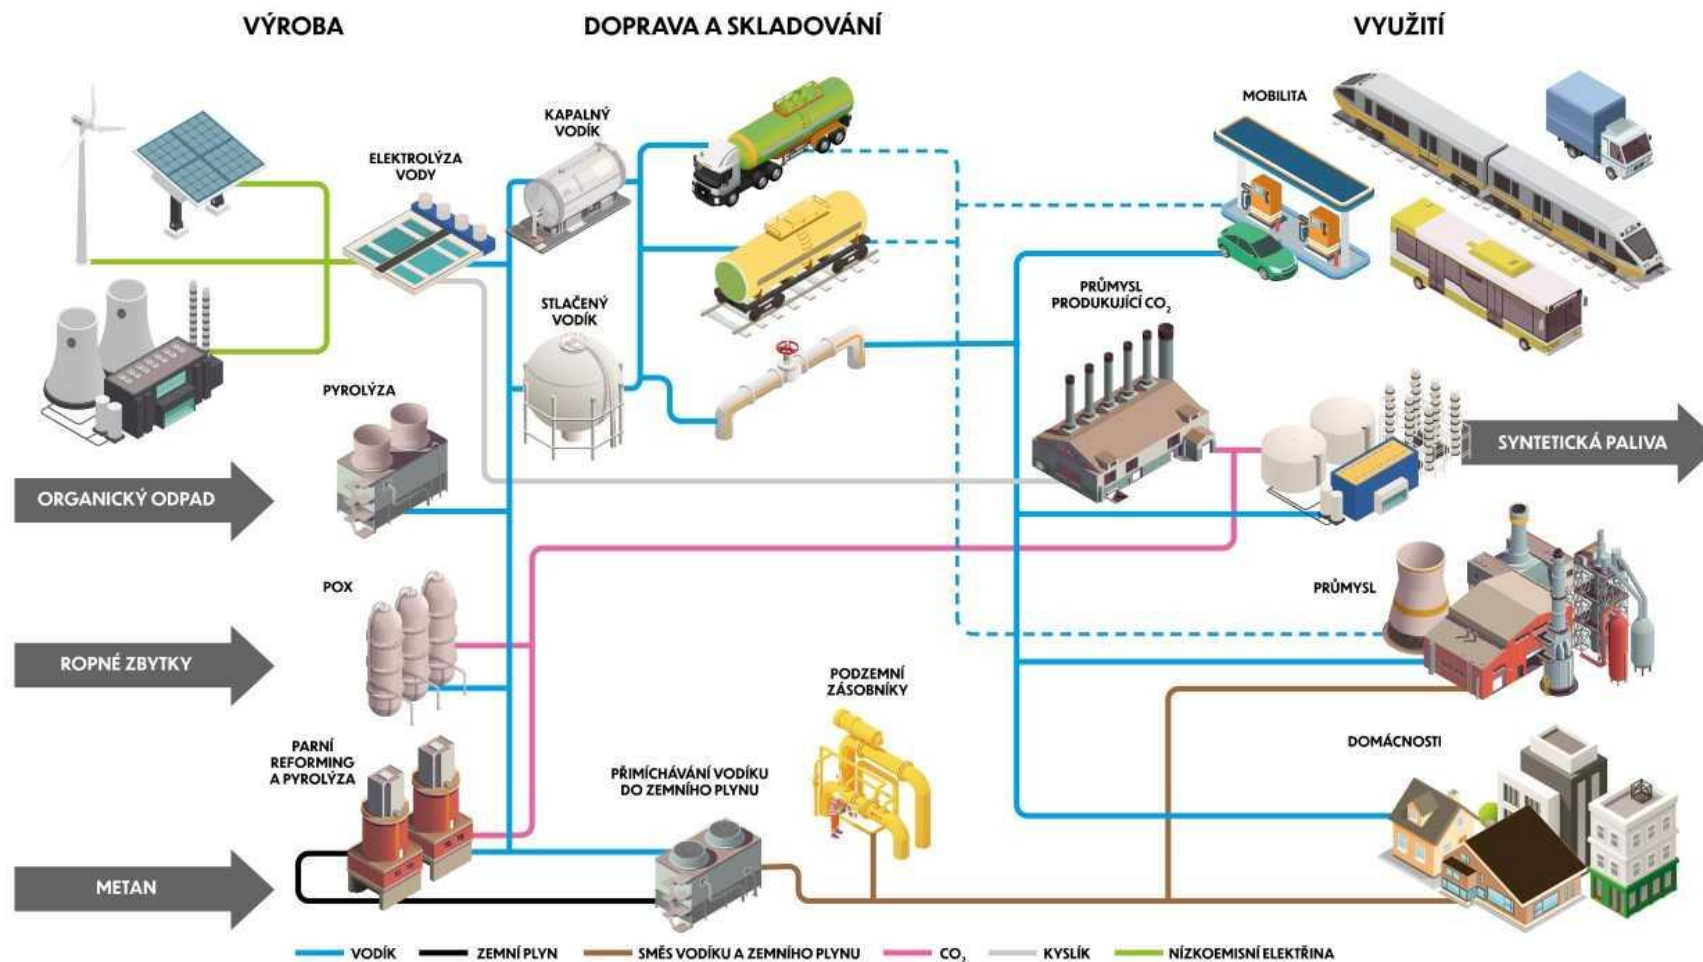 VÝROBA
DOPRAVA A SKLADOVÁNÍ
VYUŽITÍ
KAPALNÝ
VODÍK
MOBILITA
ELEKTROLÝZA
VODY
STLAČENÝ
VODÍK
PRŮMYSL
PRODUKUJÍCÍ CO₂
PYROLÝZA
SYNTETICKÁ PALIVA
ORGANICKÝ ODPAD
POX
PRŮMYSL
ROPNÉ ZBYTKY
PODZEMNÍ
ZÁSOBNÍKY
PARNÍ
REFORMING
A PYROLÝZA
PŘIMÍCHÁVÁNÍ VODÍKU
DO ZEMNÍHO PLYNU
DOMÁCNOSTI
METAN
VODÍK
ZEMNÍ PLYN
SMĚS VODÍKU A ZEMNÍHO PLYNU
CO₂
KYSLÍK
NÍZKOEMISNÍ ELEKTŘINA